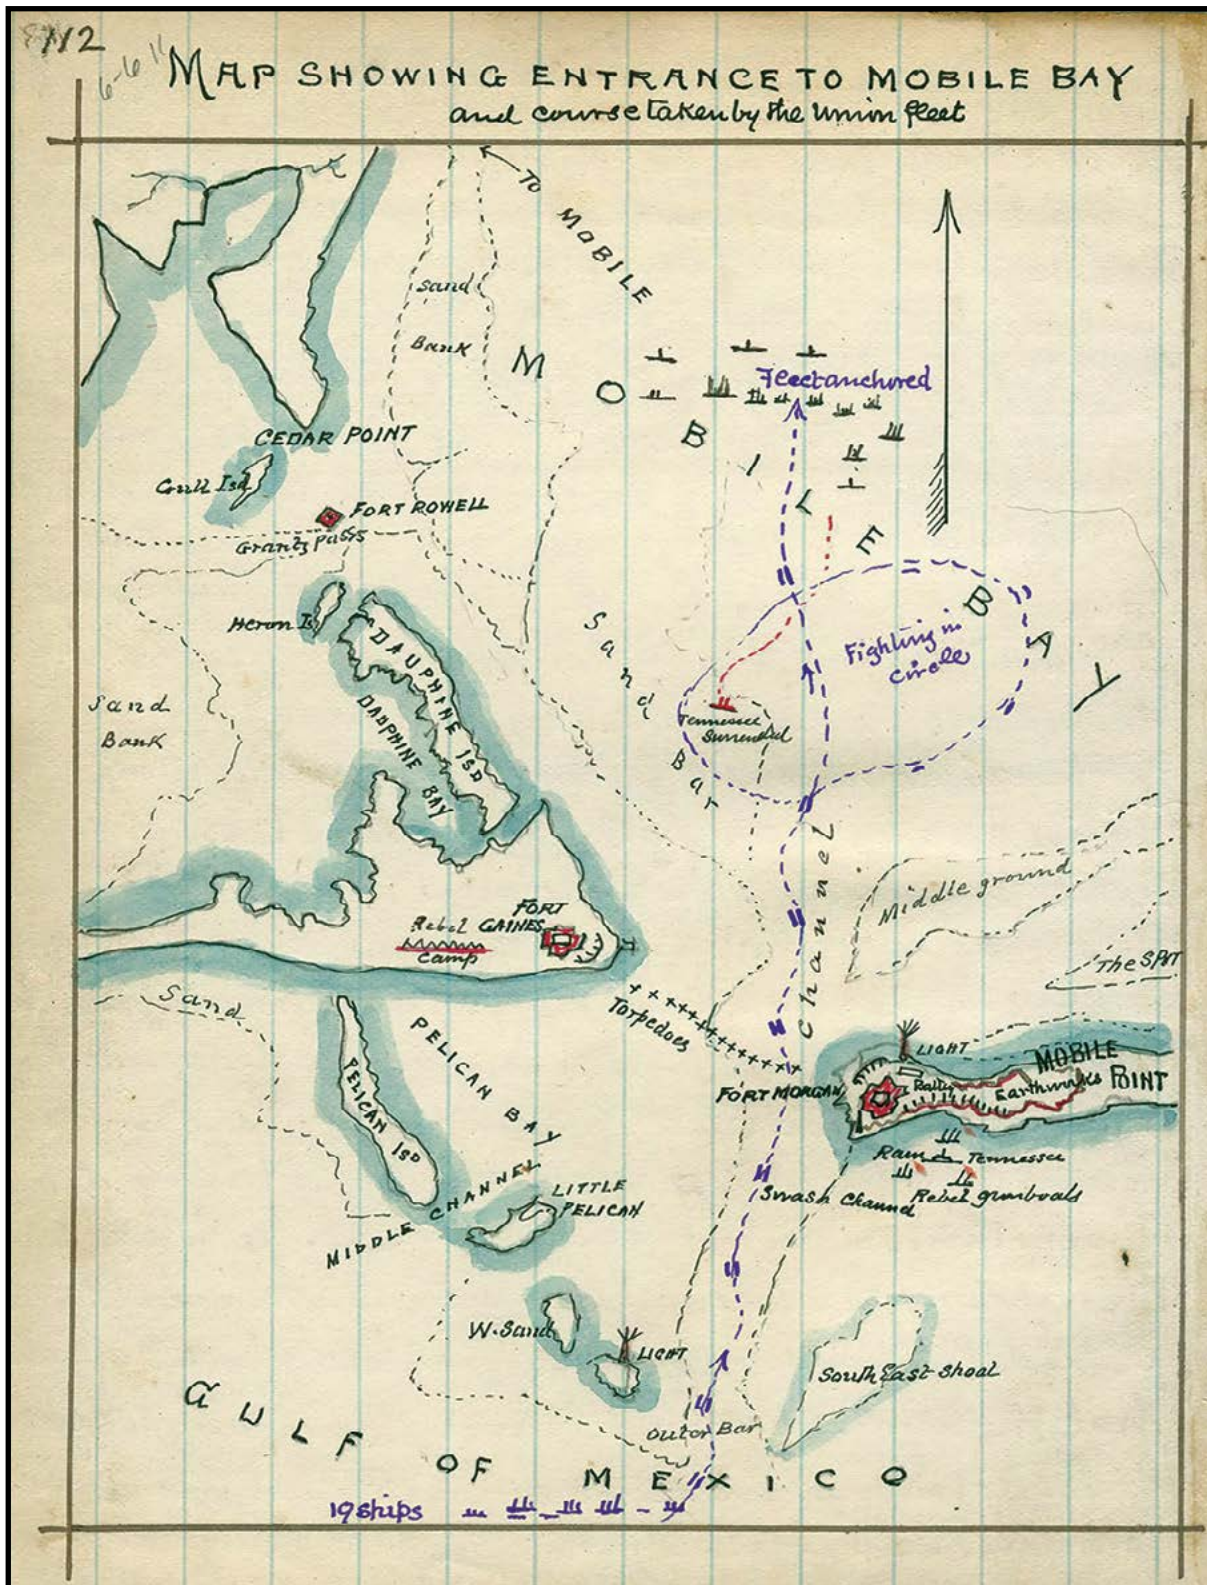 112
6-6 11
MAP SHOWING ENTRANCE TO MOBILE BAY
and course taken by the Union fleet
To MOBILE
Sand
Bank
MOBILE BAY
Fleet anchored
CEDAR POINT
Gull Isd
FORT ROWELL
Grants Pass
Heron Is
DAUPHINE ISD
DAUPHINE BAY
Sand
Bank
Sand Bar
Fighting in
Circle
Tennessee
Surrended
Channel
Middle ground
The SPIT
FORT
GAINES
Rebel
Camp
Sand
Torpedoes
PELICAN BAY
PELICAN ISD
LIGHT
MOBILE
POINT
FORT MORGAN
Earthworks
Ram Tennessee
Rebel gunboats
Swash Channel
MIDDLE CHANNEL
LITTLE
PELICAN
W. Sand
LIGHT
South East Shoal
Outer Bar
GULF OF MEXICO
19 ships